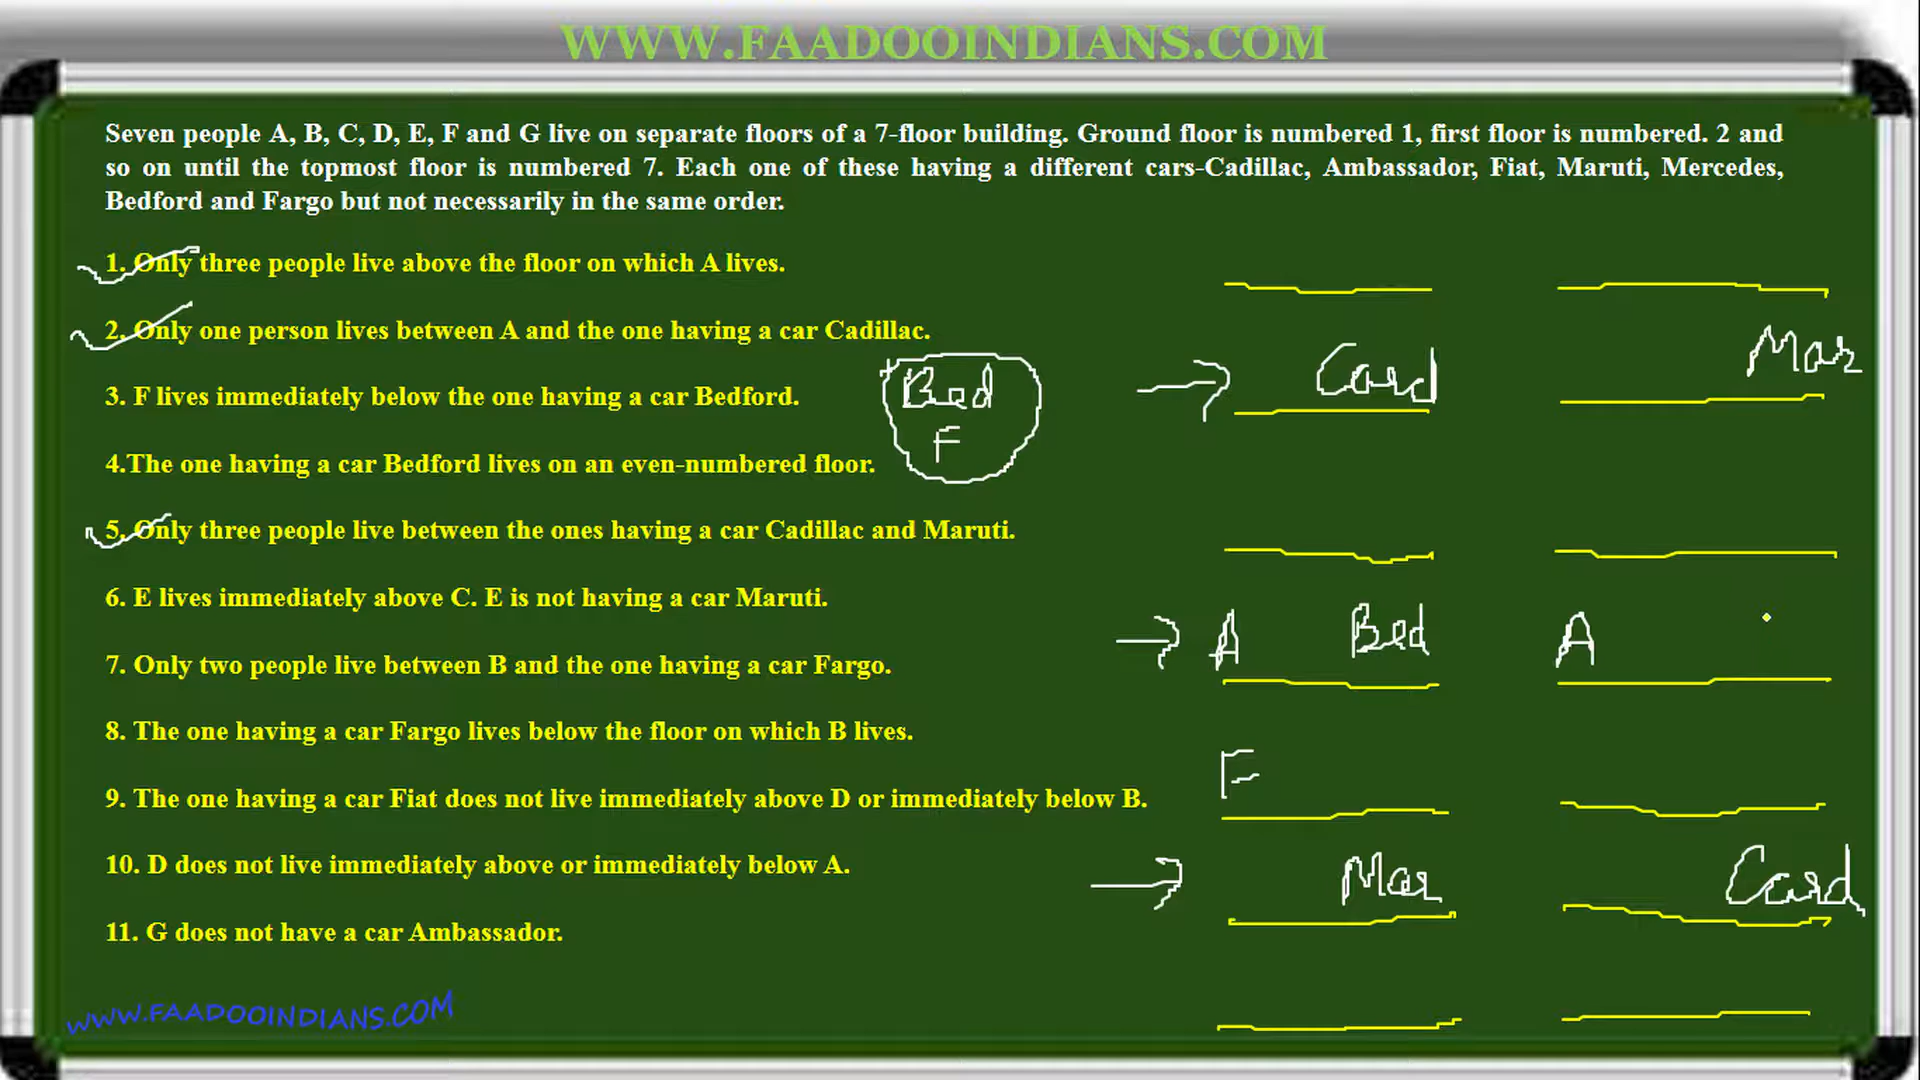 WWW.FAADOOINDIANS.COM
Seven people A, B, C, D, E, F and G live on separate floors of a 7-floor building. Ground floor is numbered 1, first floor is numbered. 2 and
so on until the topmost floor is numbered 7. Each one of these having a different cars-Cadillac, Ambassador, Fiat, Maruti, Mercedes,
Bedford and Fargo but not necessarily in the same order.
1. Only three people live above the floor on which A lives.
2. Only one person lives between A and the one having a car Cadillac.
3. F lives immediately below the one having a car Bedford.
4.The one having a car Bedford lives on an even-numbered floor.
5. Only three people live between the ones having a car Cadillac and Maruti.
6. E lives immediately above C. E is not having a car Maruti.
7. Only two people live between B and the one having a car Fargo.
8. The one having a car Fargo lives below the floor on which B lives.
9. The one having a car Fiat does not live immediately above D or immediately below B.
10. D does not live immediately above or immediately below A.
11. G does not have a car Ambassador.
Bed
F
Card
A Bed
F
Mar
Mar
A
Card
WWW.FAADOOINDIANS.COM